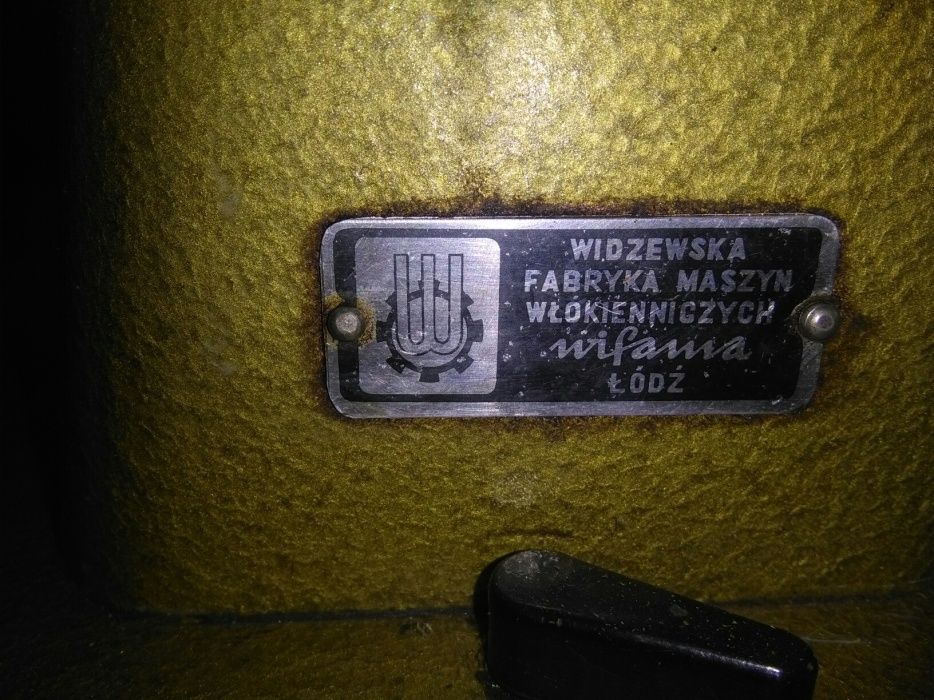 WIDZEWSKA
FABRYKA MASZYN
WŁÓKIENNICZYCH
wifama
ŁÓDŹ